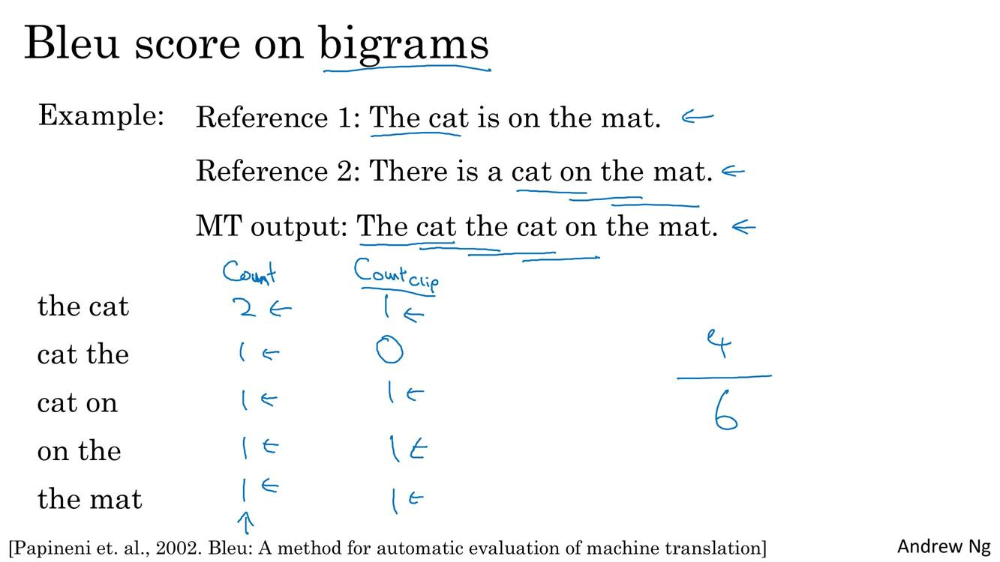 Bleu score on bigrams
Example: Reference 1: The cat is on the mat. ←
Reference 2: There is a cat on the mat. ←
MT output: The cat the cat on the mat. ←
Count Count clip
the cat 2 ← 1 ←
cat the 1 ← 0
cat on 1 ← 1 ←
on the 1 ← 1 ←
the mat 1 ← 1 ←
↑
4
6
[Papineni et. al., 2002. Bleu: A method for automatic evaluation of machine translation]
Andrew Ng